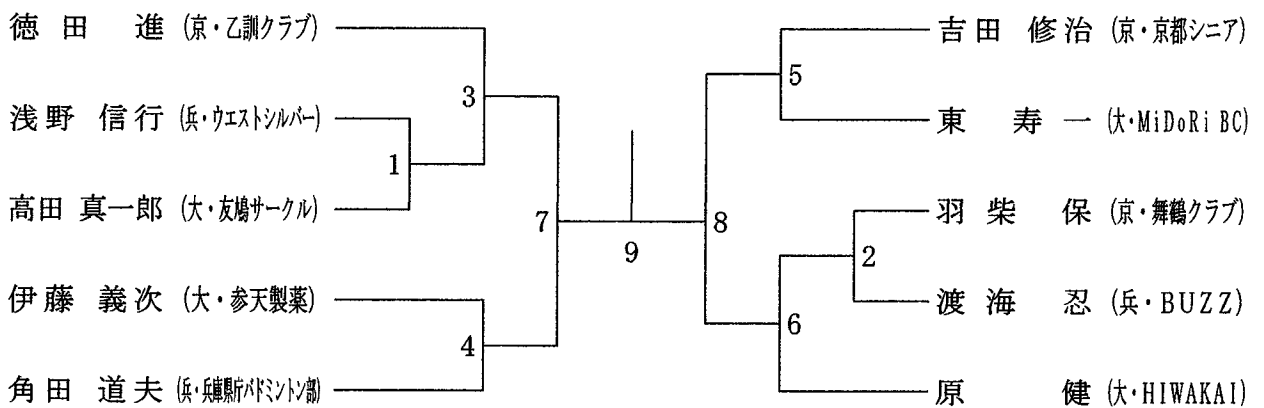 徳田 進 (京・乙訓クラブ)
浅野 信行 (兵・ウエストシルバー)
高田 真一郎 (大・友鳩サークル)
伊藤 義次 (大・参天製薬)
角田 道夫 (兵・兵庫県庁バドミントン部)
3
1
7
4
9
吉田 修治 (京・京都シニア)
東 寿一 (大・MiDoRi BC)
羽柴 保 (京・舞鶴クラブ)
渡海 忍 (兵・BUZZ)
原 健 (大・HIWAKAI)
5
8
2
6